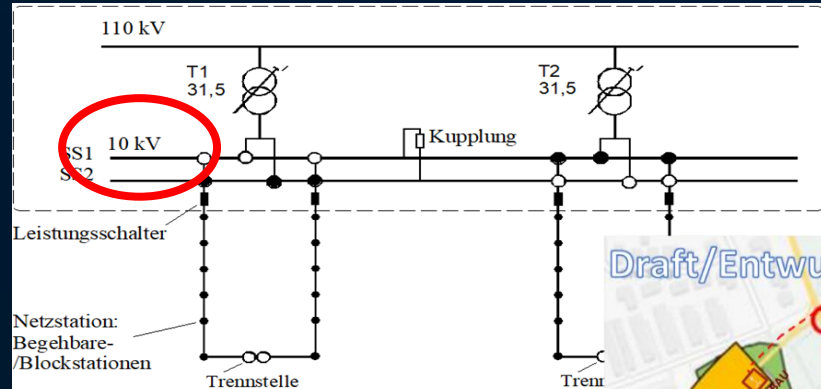 110 kV
T1
31,5
T2
31,5
10 kV
Kupplung
SS1
SS2
Leistungsschalter
Netzstation:
Begehbare-
/Blockstationen
Trennstelle
Draft/Entwu